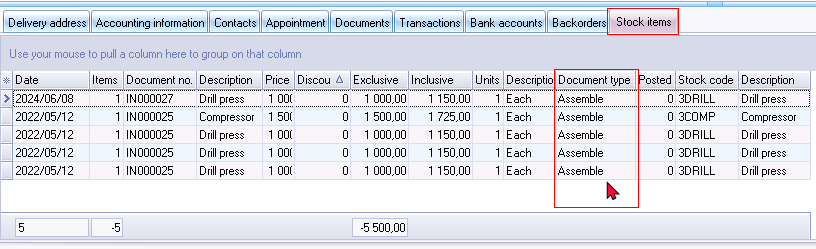 Delivery address Accounting information Contacts Appointment Documents Transactions Bank accounts Backorders Stock items
Use your mouse to pull a column here to group on that column
Date Items Document no. Description Price Discou Exclusive Inclusive Units Descriptio Document type Posted Stock code Description
2024/06/08 1 IN000027 Drill press 1 000 0 1 000,00 1 150,00 1 Each Assemble 0 3DRILL Drill press
2022/05/12 1 IN000025 Compressor 1 500 0 1 500,00 1 725,00 1 Each Assemble 0 3COMP Compressor
2022/05/12 1 IN000025 Drill press 1 000 0 1 000,00 1 150,00 1 Each Assemble 0 3DRILL Drill press
2022/05/12 1 IN000025 Drill press 1 000 0 1 000,00 1 150,00 1 Each Assemble 0 3DRILL Drill press
2022/05/12 1 IN000025 Drill press 1 000 0 1 000,00 1 150,00 1 Each Assemble 0 3DRILL Drill press
5 -5 -5 500,00